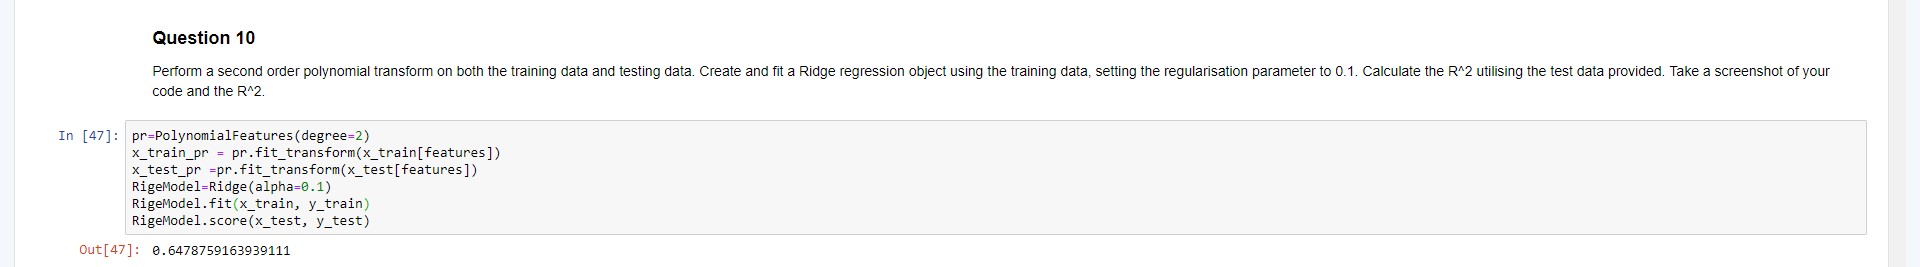 Question 10
Perform a second order polynomial transform on both the training data and testing data. Create and fit a Ridge regression object using the training data, setting the regularisation parameter to 0.1. Calculate the R^2 utilising the test data provided. Take a screenshot of your
code and the R^2.
In [47]: pr=PolynomialFeatures(degree=2)
x_train_pr = pr.fit_transform(x_train[features])
x_test_pr =pr.fit_transform(x_test[features])
RigeModel=Ridge(alpha=0.1)
RigeModel.fit(x_train, y_train)
RigeModel.score(x_test, y_test)
Out[47]: 0.6478759163939111